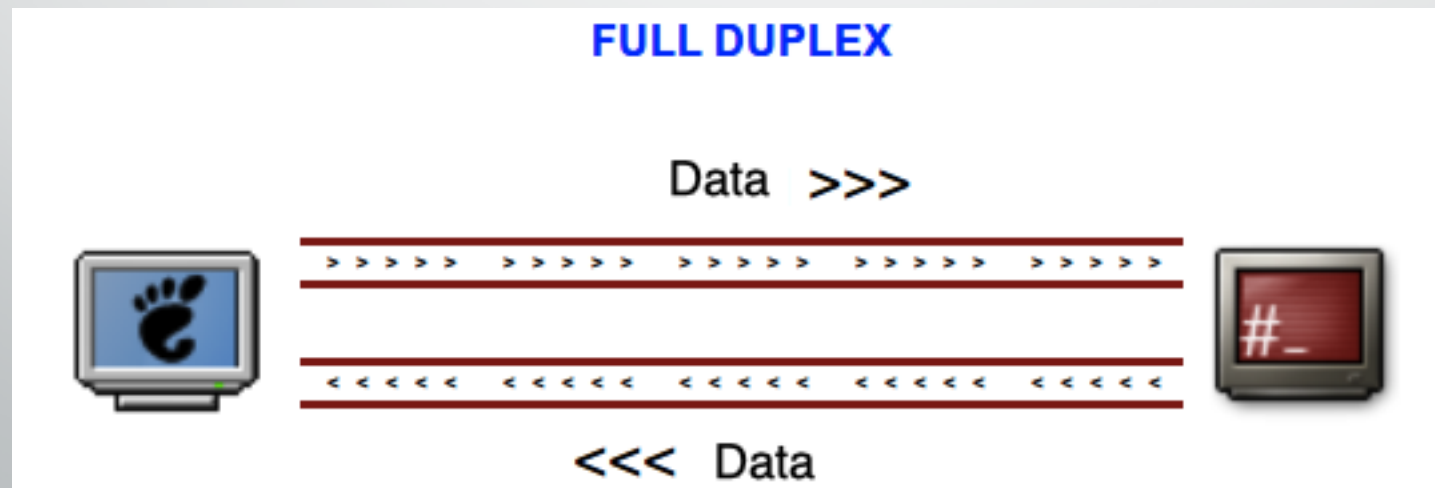 FULL DUPLEX
Data >>>
> > > > > > > > > > > > > > > > > > > > > > > > >
#_
< < < < < < < < < < < < < < < < < < < < < < < < <
<<< Data